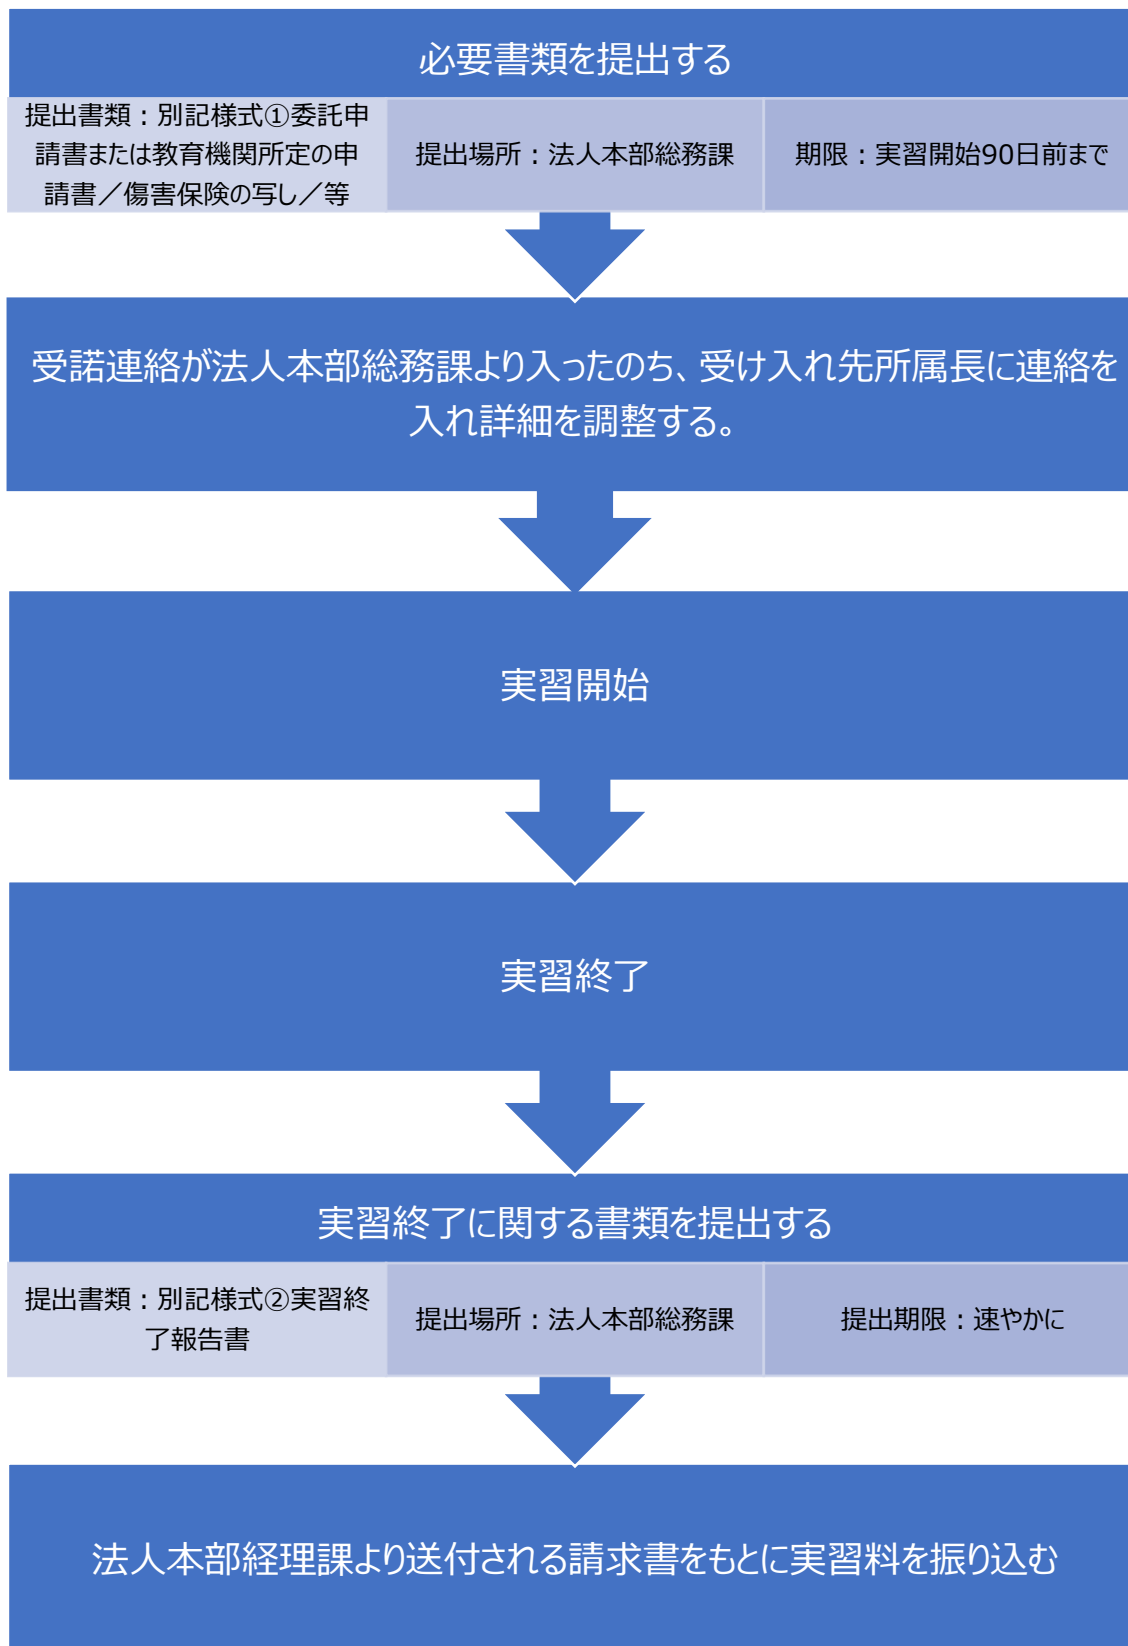 必要書類を提出する
提出書類：別記様式①委託申
請書または教育機関所定の申
請書／傷害保険の写し／等
提出場所：法人本部総務課
期限：実習開始90日前まで
受諾連絡が法人本部総務課より入ったのち、受け入れ先所属長に連絡を
入れ詳細を調整する。
実習開始
実習終了
実習終了に関する書類を提出する
提出書類：別記様式②実習終
了報告書
提出場所：法人本部総務課
提出期限：速やかに
法人本部経理課より送付される請求書をもとに実習料を振り込む